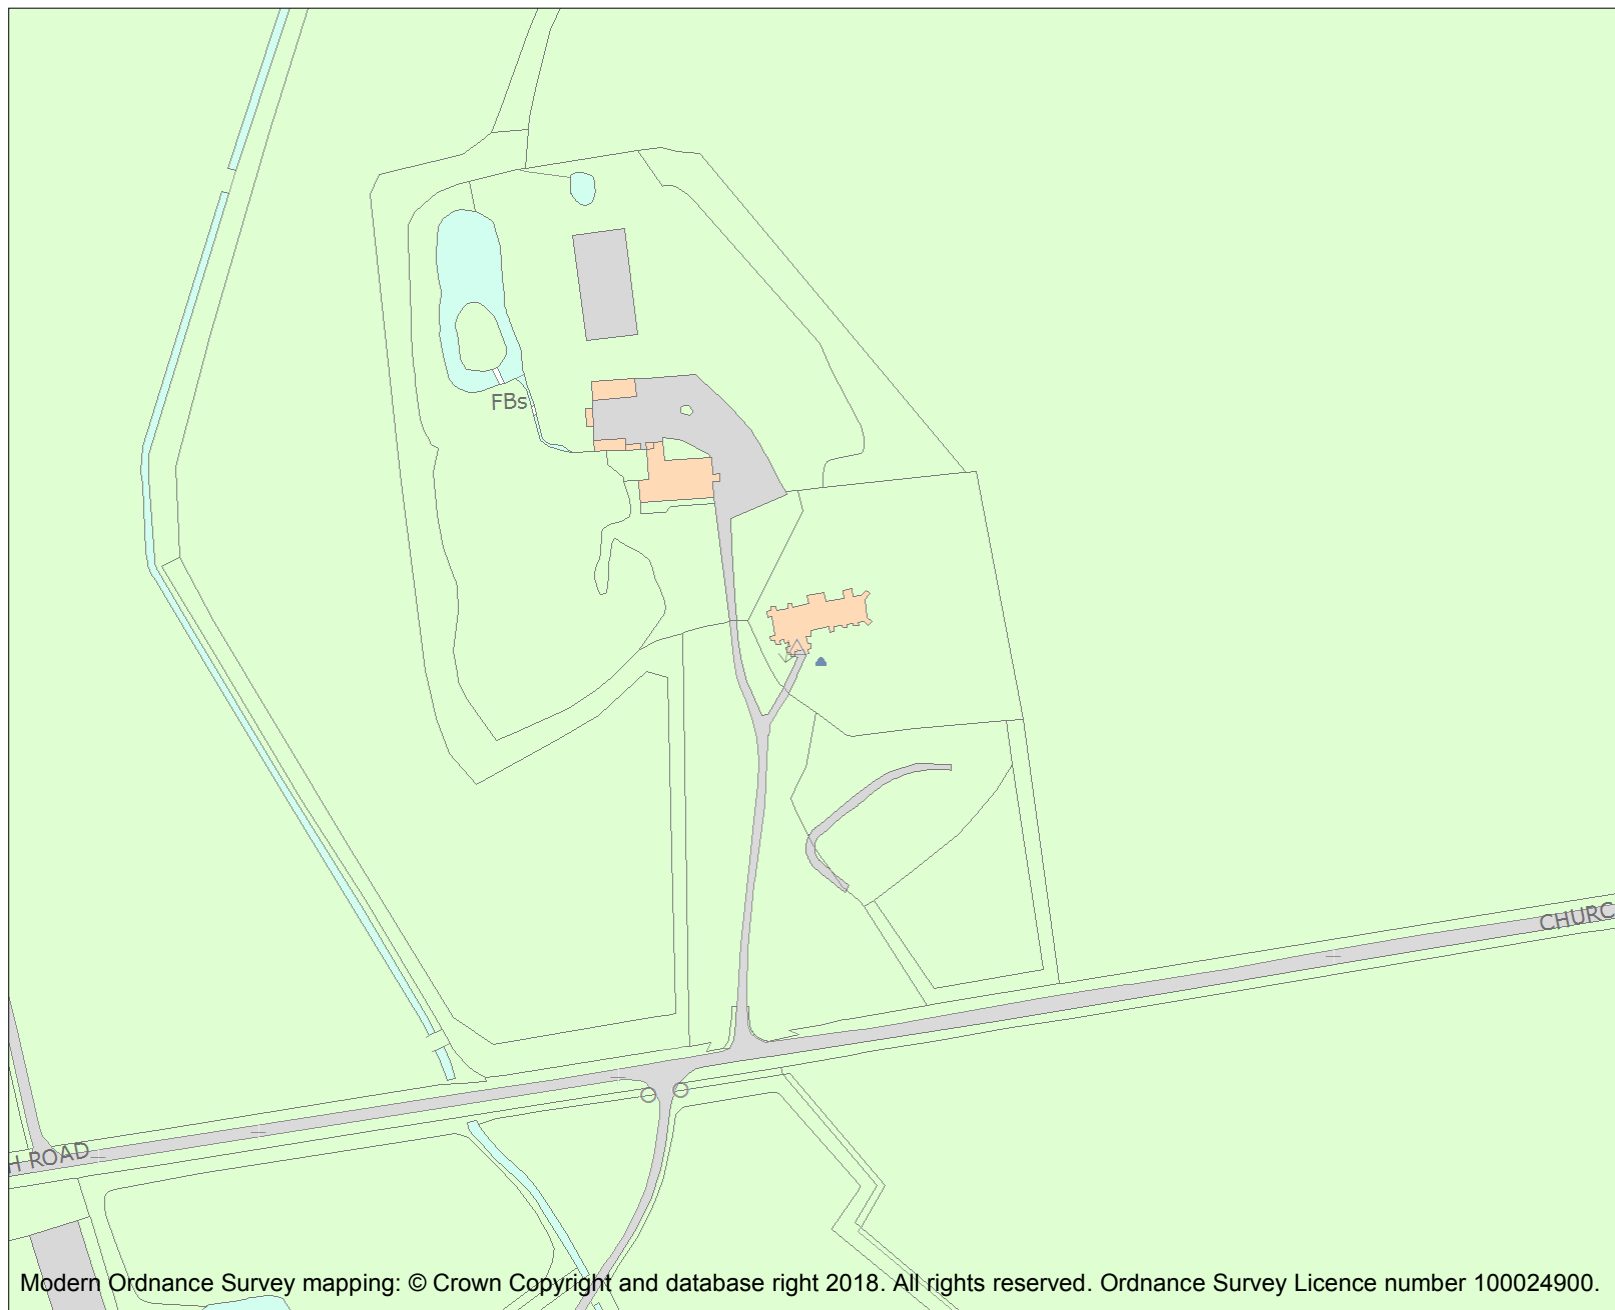 FBs
CHURC
H ROAD
Modern Ordnance Survey mapping: © Crown Copyright and database right 2018. All rights reserved. Ordnance Survey Licence number 100024900.